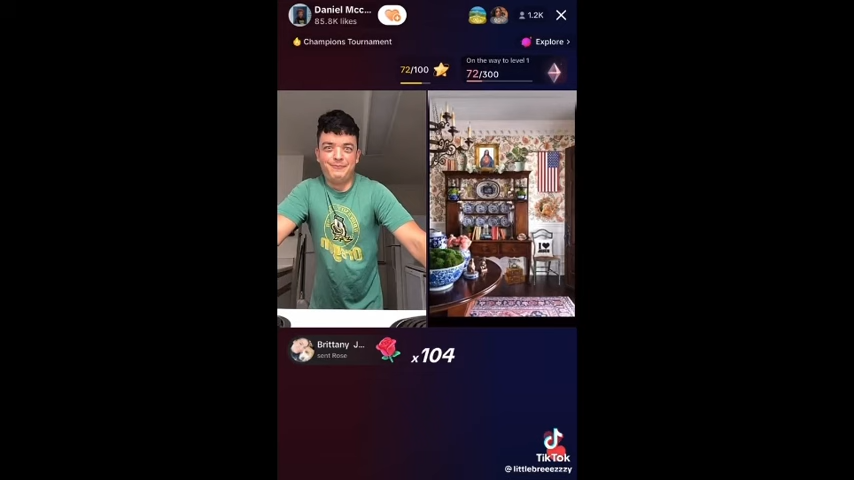 Daniel Mcc...
85.8K likes
1.2K
Champions Tournament
Explore >
72/100
On the way to level 1
72/300
Brittany J...
sent Rose
x104
TikTok
@littlebreeezzzy